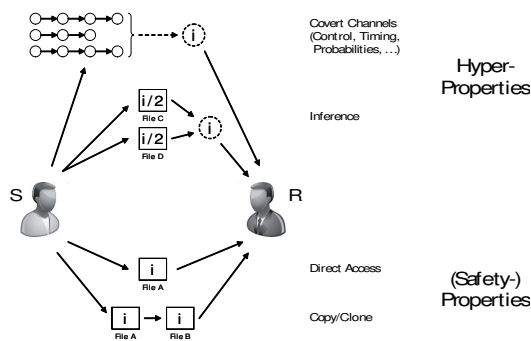 Covert Channels
(Control, Timing,
Probabilities, ...)
i
Hyper-
Properties
i/2
File C
i
Inference
i/2
File D
S
R
i
File A
Direct Access
(Safety-)
Properties
i
i
File A
File B
Copy/Clone